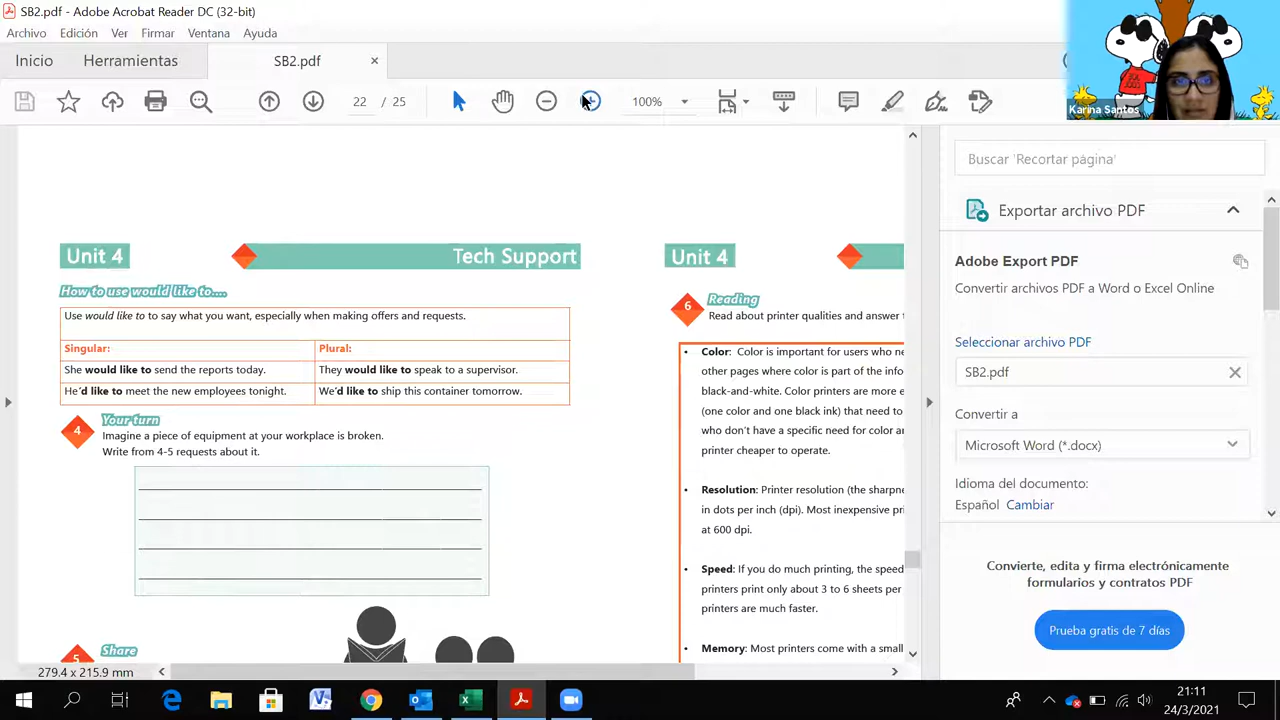 SB2.pdf - Adobe Acrobat Reader DC (32-bit)
Archivo Edición Ver Firmar Ventana Ayuda
Inicio Herramientas SB2.pdf
22 / 25 100%
Karina Santos
Buscar 'Recortar página'
Exportar archivo PDF
Adobe Export PDF
Convertir archivos PDF a Word o Excel Online
Seleccionar archivo PDF
SB2.pdf
Convertir a
Microsoft Word (*.docx)
Idioma del documento:
Español Cambiar
Convierte, edita y firma electrónicamente
formularios y contratos PDF
Prueba gratis de 7 días
Unit 4 Tech Support
How to use would like to....
Use would like to to say what you want, especially when making offers and requests.
Singular: Plural:
She would like to send the reports today. They would like to speak to a supervisor.
He'd like to meet the new employees tonight. We'd like to ship this container tomorrow.
4 Your turn
Imagine a piece of equipment at your workplace is broken.
Write from 4-5 requests about it.
5 Share
Unit 4
6 Reading
Read about printer qualities and answer
• Color: Color is important for users who ne
other pages where color is part of the info
black-and-white. Color printers are more e
(one color and one black ink) that need to
who don't have a specific need for color a
printer cheaper to operate.
• Resolution: Printer resolution (the sharpne
in dots per inch (dpi). Most inexpensive pri
at 600 dpi.
• Speed: If you do much printing, the speed
printers print only about 3 to 6 sheets per
printers are much faster.
• Memory: Most printers come with a small
279.4 x 215.9 mm
21:11
24/3/2021